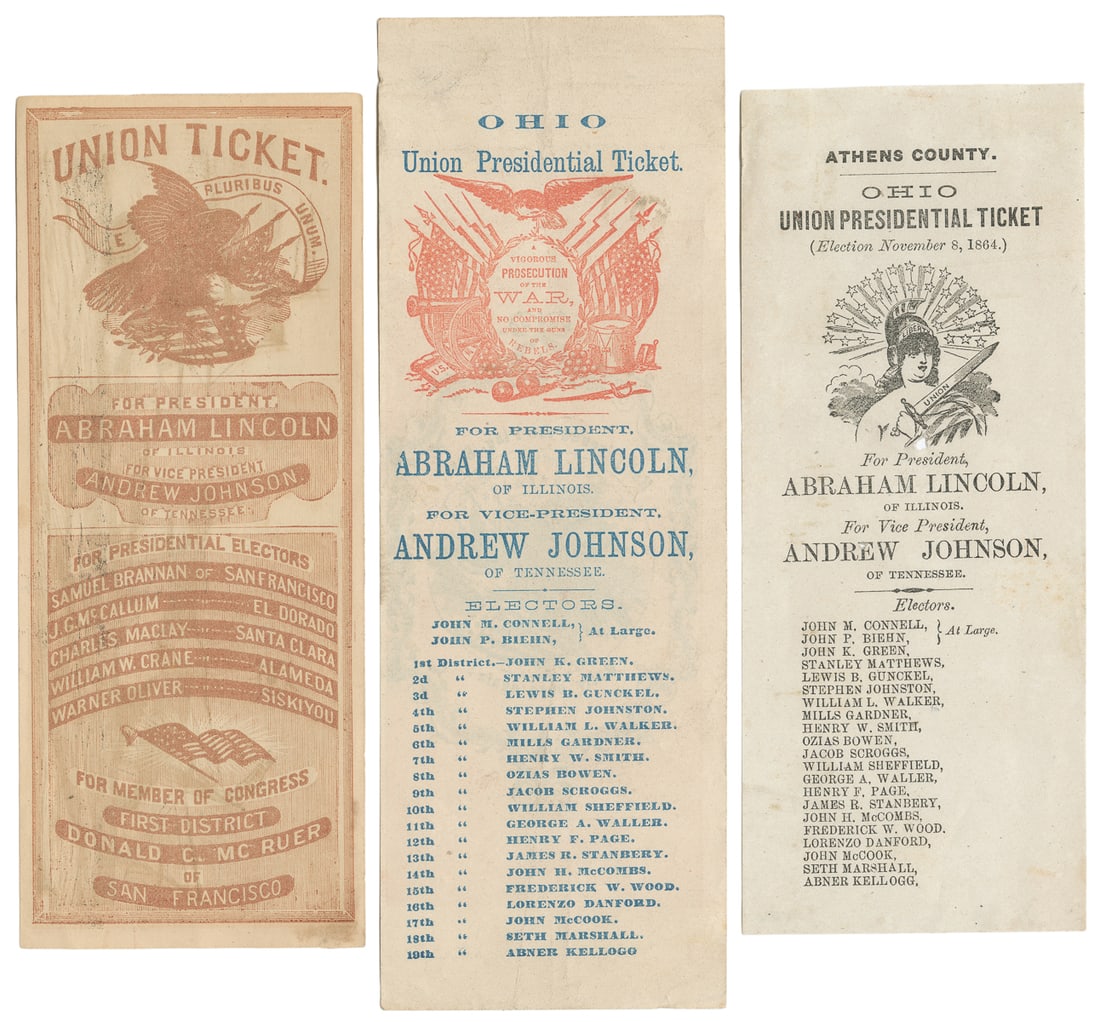 UNION TICKET.
E PLURIBUS UNUM.
FOR PRESIDENT,
ABRAHAM LINCOLN
OF ILLINOIS
FOR VICE PRESIDENT
ANDREW JOHNSON.
OF TENNESSEE.
FOR PRESIDENTIAL ELECTORS
SAMUEL BRANNAN OF SAN FRANCISCO
J.G. McCALLUM EL DORADO
CHARLES MACLAY SANTA CLARA
WILLIAM W. CRANE ALAMEDA
WARNER OLIVER SISKIYOU
FOR MEMBER OF CONGRESS
FIRST DISTRICT
DONALD C. MC RUER
OF
SAN FRANCISCO
OHIO
Union Presidential Ticket.
A
VIGOROUS
PROSECUTION
OF THE
WAR,
AND
NO COMPROMISE
UNDER THE GUNS
OF
REBELS.
U.S.
FOR PRESIDENT,
ABRAHAM LINCOLN,
OF ILLINOIS.
FOR VICE-PRESIDENT,
ANDREW JOHNSON,
OF TENNESSEE.
ELECTORS.
JOHN M. CONNELL,
JOHN P. BIEHN, } At Large.
1st District.—JOHN K. GREEN.
2d “ STANLEY MATTHEWS.
3d “ LEWIS B. GUNCKEL.
4th “ STEPHEN JOHNSTON.
5th “ WILLIAM L. WALKER.
6th “ MILLS GARDNER.
7th “ HENRY W. SMITH.
8th “ OZIAS BOWEN.
9th “ JACOB SCROGGS.
10th “ WILLIAM SHEFFIELD.
11th “ GEORGE A. WALLER.
12th “ HENRY F. PAGE.
13th “ JAMES R. STANBERY.
14th “ JOHN H. McCOMBS.
15th “ FREDERICK W. WOOD.
16th “ LORENZO DANFORD.
17th “ JOHN McCOOK.
18th “ SETH MARSHALL.
19th “ ABNER KELLOGG
ATHENS COUNTY.
OHIO
UNION PRESIDENTIAL TICKET
(Election November 8, 1864.)
LIBERTY
UNION
For President,
ABRAHAM LINCOLN,
OF ILLINOIS.
For Vice President,
ANDREW JOHNSON,
OF TENNESSEE.
Electors.
JOHN M. CONNELL,
JOHN P. BIEHN, } At Large.
JOHN K. GREEN,
STANLEY MATTHEWS,
LEWIS B. GUNCKEL,
STEPHEN JOHNSTON,
WILLIAM L. WALKER,
MILLS GARDNER,
HENRY W. SMITH,
OZIAS BOWEN,
JACOB SCROGGS,
WILLIAM SHEFFIELD,
GEORGE A. WALLER,
HENRY F. PAGE,
JAMES R. STANBERY,
JOHN H. McCOMBS,
FREDERICK W. WOOD.
LORENZO DANFORD,
JOHN McCOOK,
SETH MARSHALL,
ABNER KELLOGG,